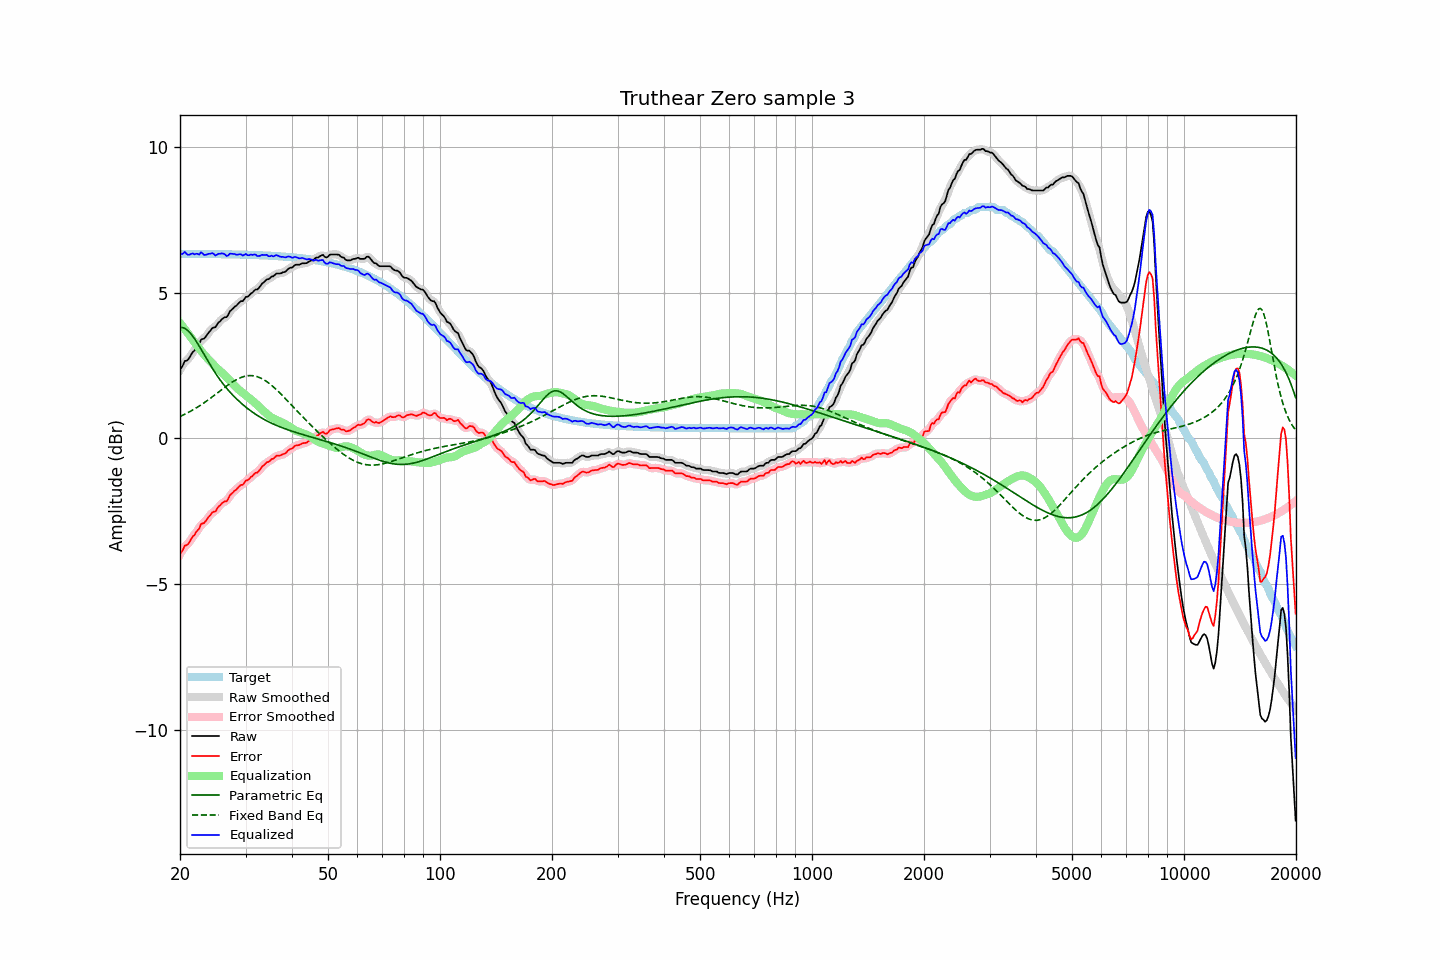 Truthear Zero sample 3
Amplitude (dBr)
10
5
0
−5
−10
Target
Raw Smoothed
Error Smoothed
Raw
Error
Equalization
Parametric Eq
Fixed Band Eq
Equalized
20 50 100 200 500 1000 2000 5000 10000 20000
Frequency (Hz)